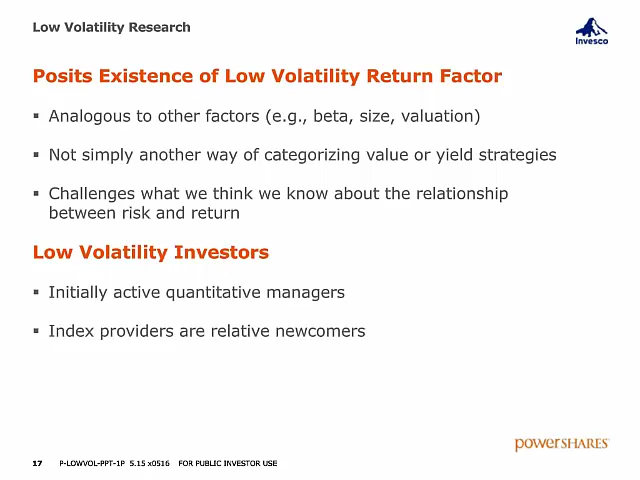 Low Volatility Research
Invesco
Posits Existence of Low Volatility Return Factor
▪ Analogous to other factors (e.g., beta, size, valuation)
▪ Not simply another way of categorizing value or yield strategies
▪ Challenges what we think we know about the relationship
between risk and return
Low Volatility Investors
▪ Initially active quantitative managers
▪ Index providers are relative newcomers
powerSHARES
17 P-LOWVOL-PPT-1P 5.15 x0516 FOR PUBLIC INVESTOR USE